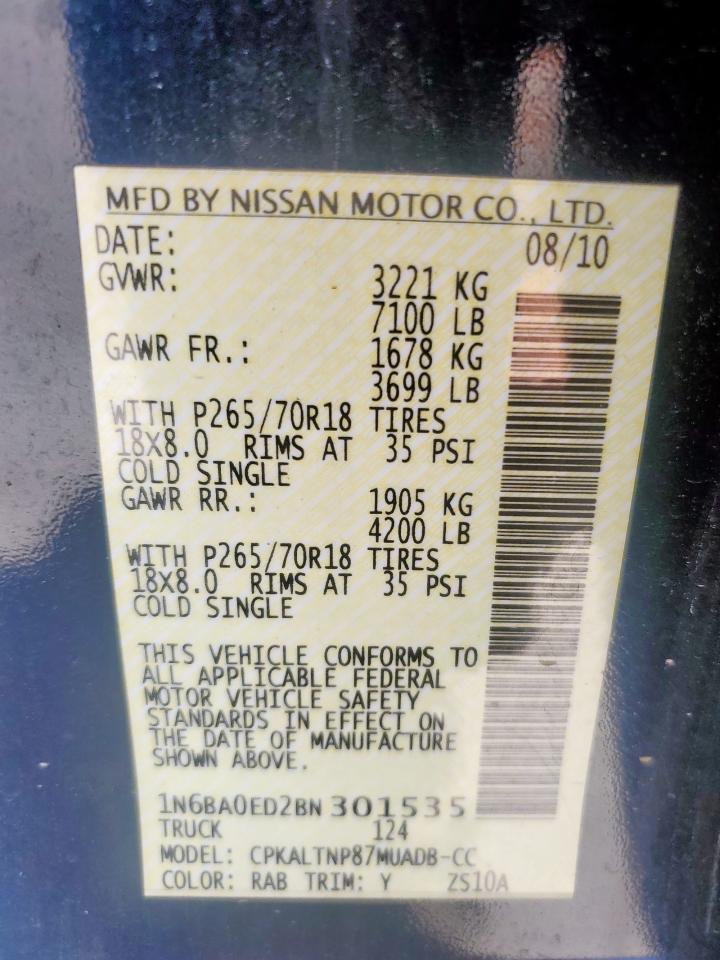 MFD BY NISSAN MOTOR CO., LTD.
DATE: 08/10
GVWR: 3221 KG
7100 LB
GAWR FR.: 1678 KG
3699 LB
WITH P265/70R18 TIRES
18X8.0 RIMS AT 35 PSI
COLD SINGLE
GAWR RR.: 1905 KG
4200 LB
WITH P265/70R18 TIRES
18X8.0 RIMS AT 35 PSI
COLD SINGLE
THIS VEHICLE CONFORMS TO
ALL APPLICABLE FEDERAL
MOTOR VEHICLE SAFETY
STANDARDS IN EFFECT ON
THE DATE OF MANUFACTURE
SHOWN ABOVE.
1N6BA0ED2BN301535
TRUCK 124
MODEL: CPKALTNP87MUADB-CC
COLOR: RAB TRIM: Y ZS10A